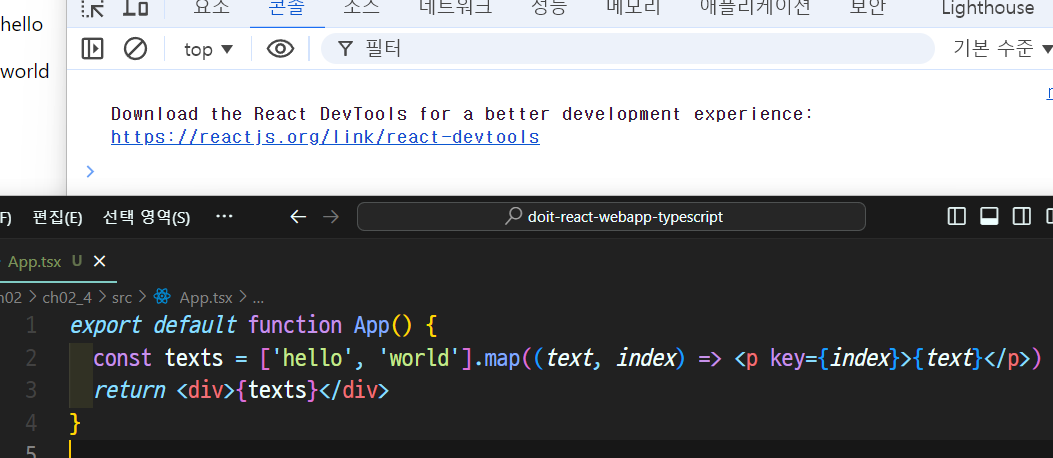 요소 콘솔 소스 네트워크 성능 메모리 애플리케이션 보안 Lighthouse
hello
top ▼ 필터 기본 수준 ▼
world
Download the React DevTools for a better development experience:
https://reactjs.org/link/react-devtools
>
F) 편집(E) 선택 영역(S) ··· ← → doit-react-webapp-typescript
App.tsx U ×
h02 > ch02_4 > src > App.tsx > ...
1 export default function App() {
2 const texts = ['hello', 'world'].map((text, index) => <p key={index}>{text}</p>)
3 return <div>{texts}</div>
4 }
5